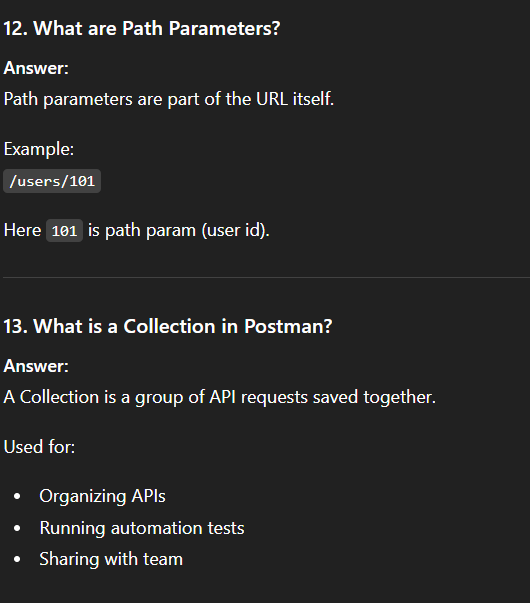 12. What are Path Parameters?
Answer:
Path parameters are part of the URL itself.
Example:
/users/101
Here 101 is path param (user id).
13. What is a Collection in Postman?
Answer:
A Collection is a group of API requests saved together.
Used for:
• Organizing APIs
• Running automation tests
• Sharing with team